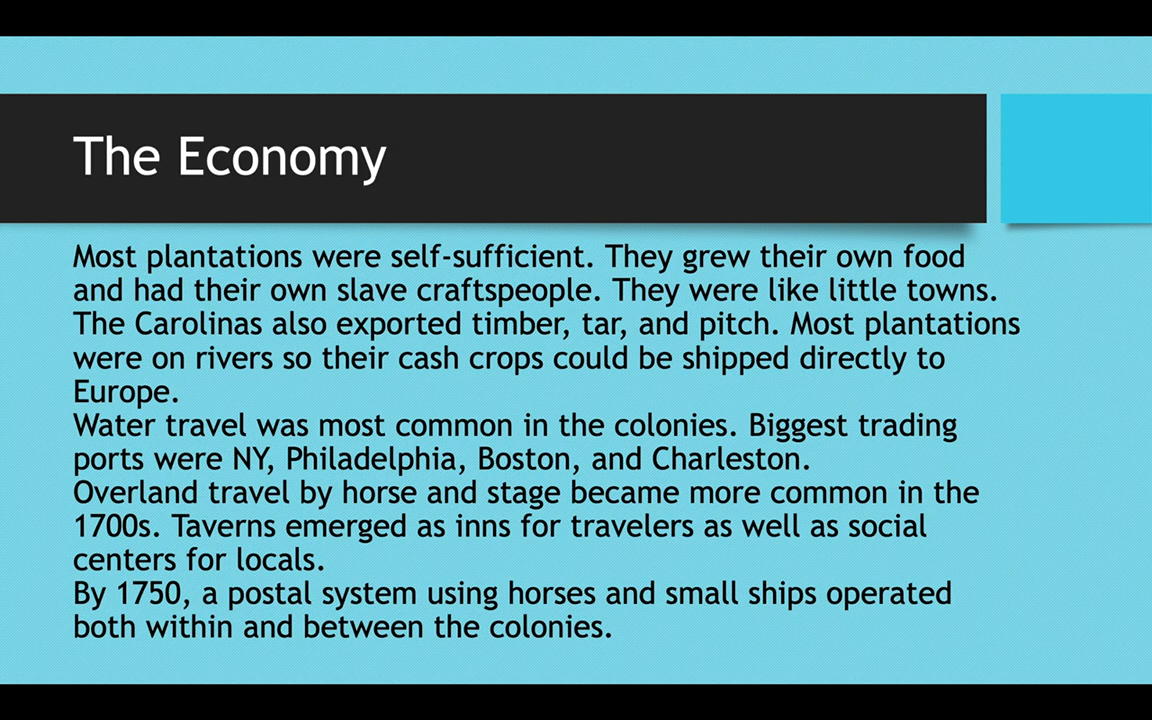 The Economy
Most plantations were self-sufficient. They grew their own food
and had their own slave craftspeople. They were like little towns.
The Carolinas also exported timber, tar, and pitch. Most plantations
were on rivers so their cash crops could be shipped directly to
Europe.
Water travel was most common in the colonies. Biggest trading
ports were NY, Philadelphia, Boston, and Charleston.
Overland travel by horse and stage became more common in the
1700s. Taverns emerged as inns for travelers as well as social
centers for locals.
By 1750, a postal system using horses and small ships operated
both within and between the colonies.